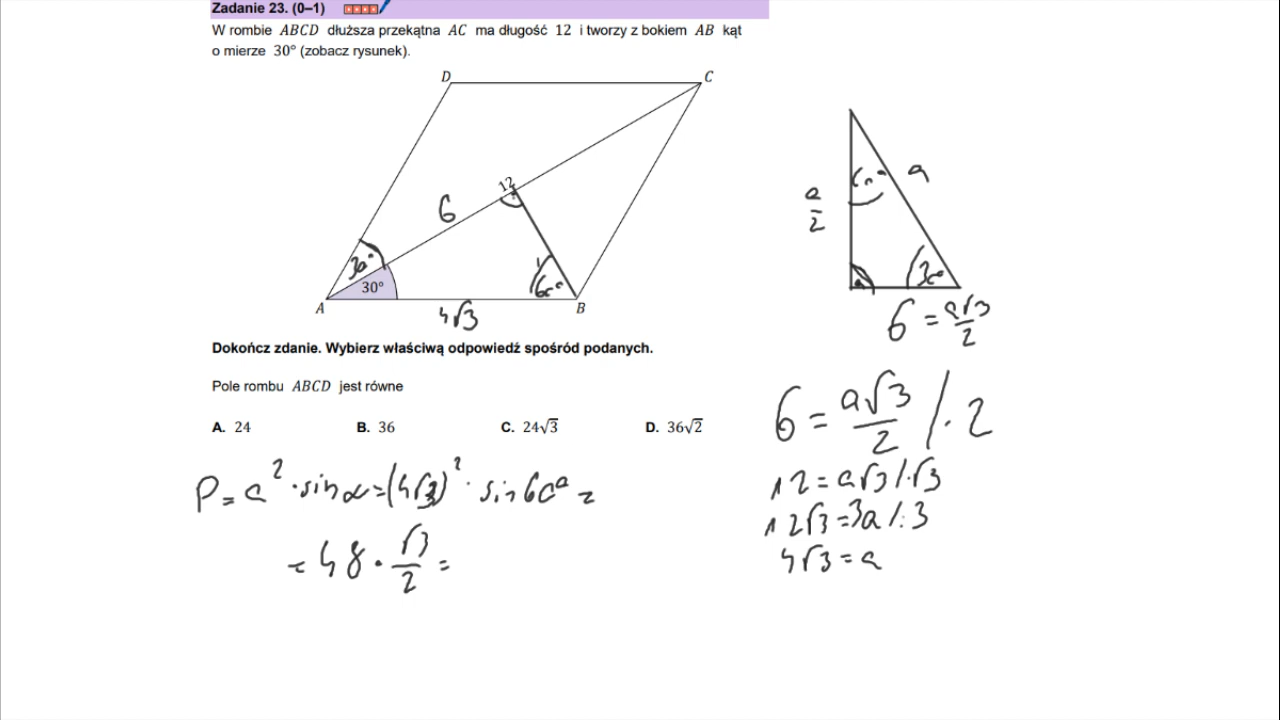 Zadanie 23. (0–1)
W rombie ABCD dłuższa przekątna AC ma długość 12 i tworzy z bokiem AB kąt
o mierze 30° (zobacz rysunek).
D
C
12
6
30°
30°
60°
A
B
4√3
a/2
a
30°
6 = a√3/2
Dokończ zdanie. Wybierz właściwą odpowiedź spośród podanych.
Pole rombu ABCD jest równe
A. 24 B. 36 C. 24√3 D. 36√2
P = a² · sin α = (4√3)² · sin 60° =
= 48 · √3/2 =
6 = a√3/2 /· 2
12 = a√3 /·√3
12√3 = 3a /: 3
4√3 = a